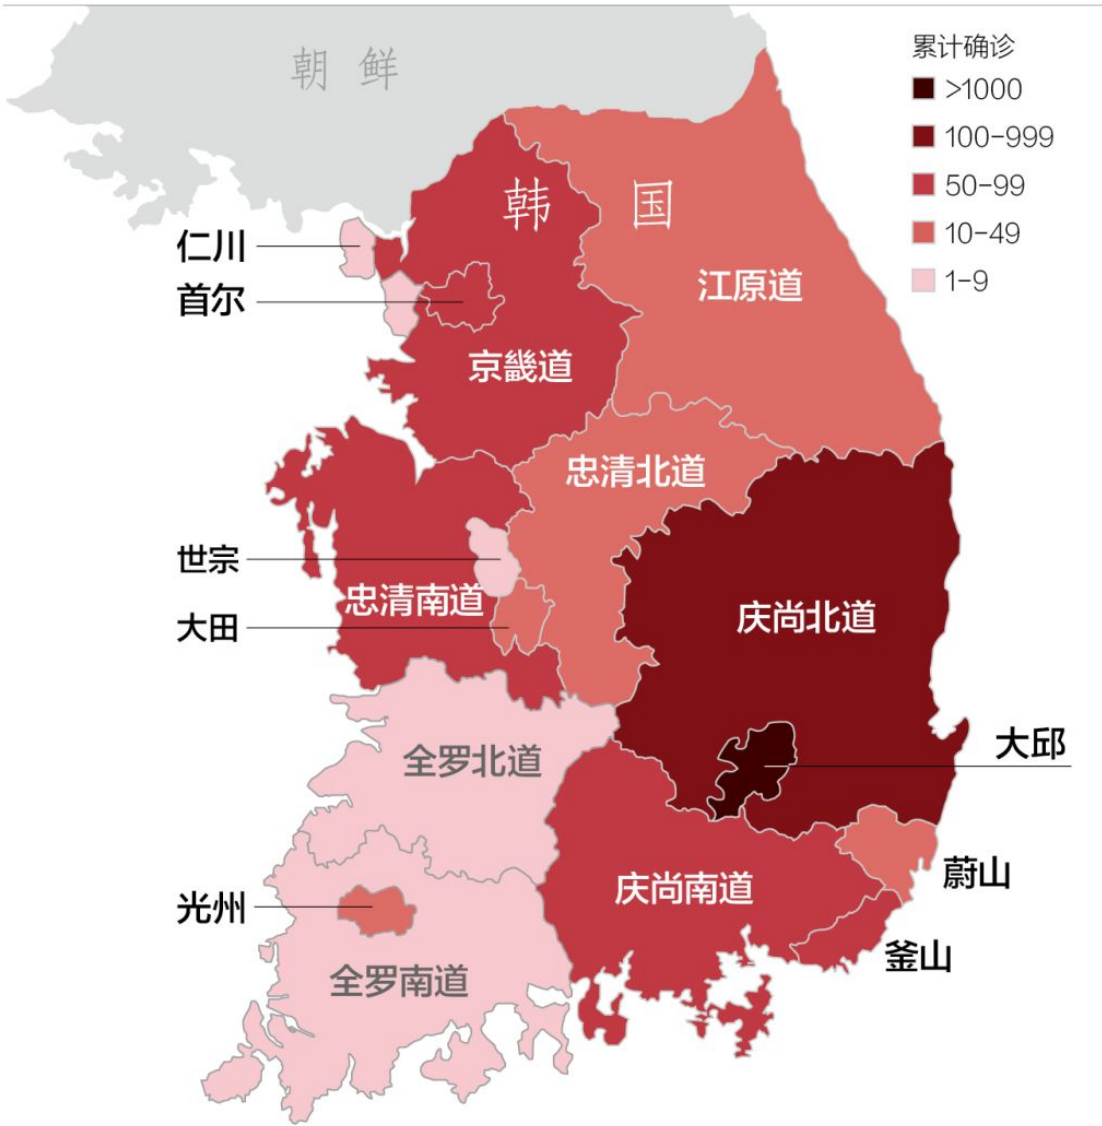 朝鲜
累计确诊
>1000
100-999
50-99
10-49
1-9
韩国
仁川
首尔
江原道
京畿道
忠清北道
世宗
忠清南道
大田
庆尚北道
大邱
全罗北道
庆尚南道
蔚山
光州
釜山
全罗南道